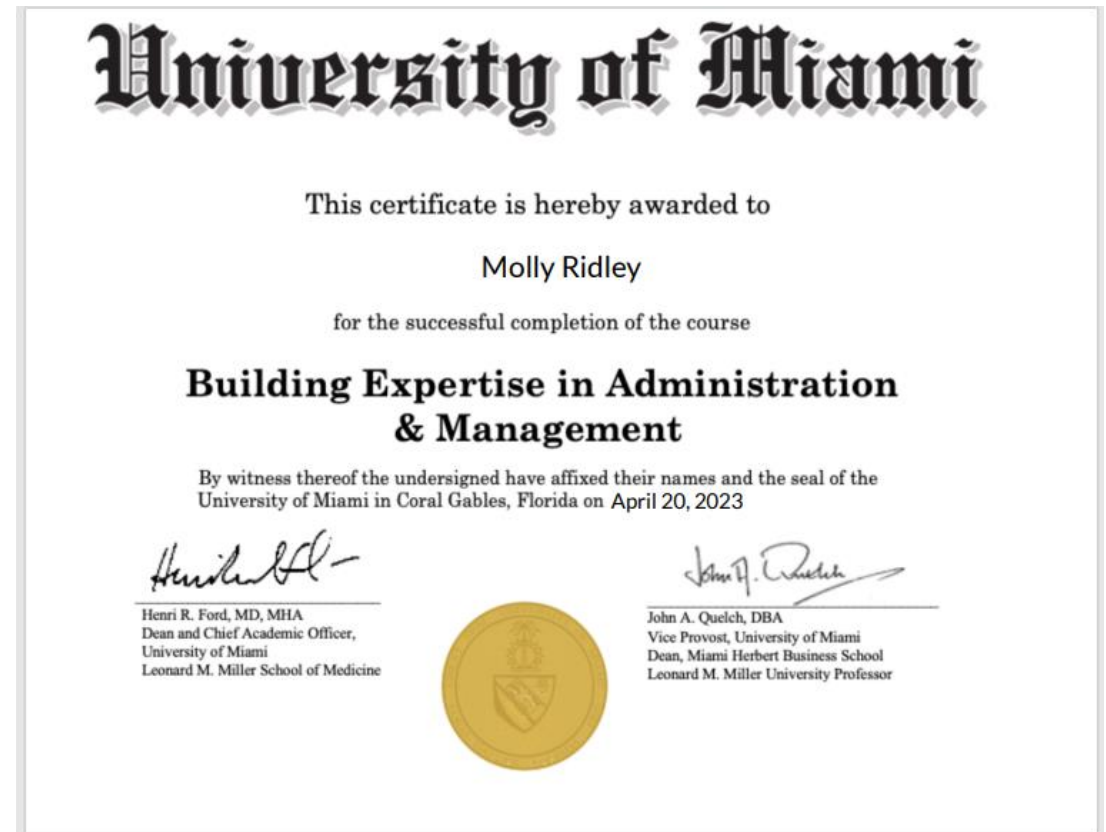 University of Miami
This certificate is hereby awarded to
Molly Ridley
for the successful completion of the course
Building Expertise in Administration
& Management
By witness thereof the undersigned have affixed their names and the seal of the
University of Miami in Coral Gables, Florida on April 20, 2023
John A. Quelch
Henri R. Ford, MD, MHA
Dean and Chief Academic Officer,
University of Miami
Leonard M. Miller School of Medicine
John A. Quelch, DBA
Vice Provost, University of Miami
Dean, Miami Herbert Business School
Leonard M. Miller University Professor